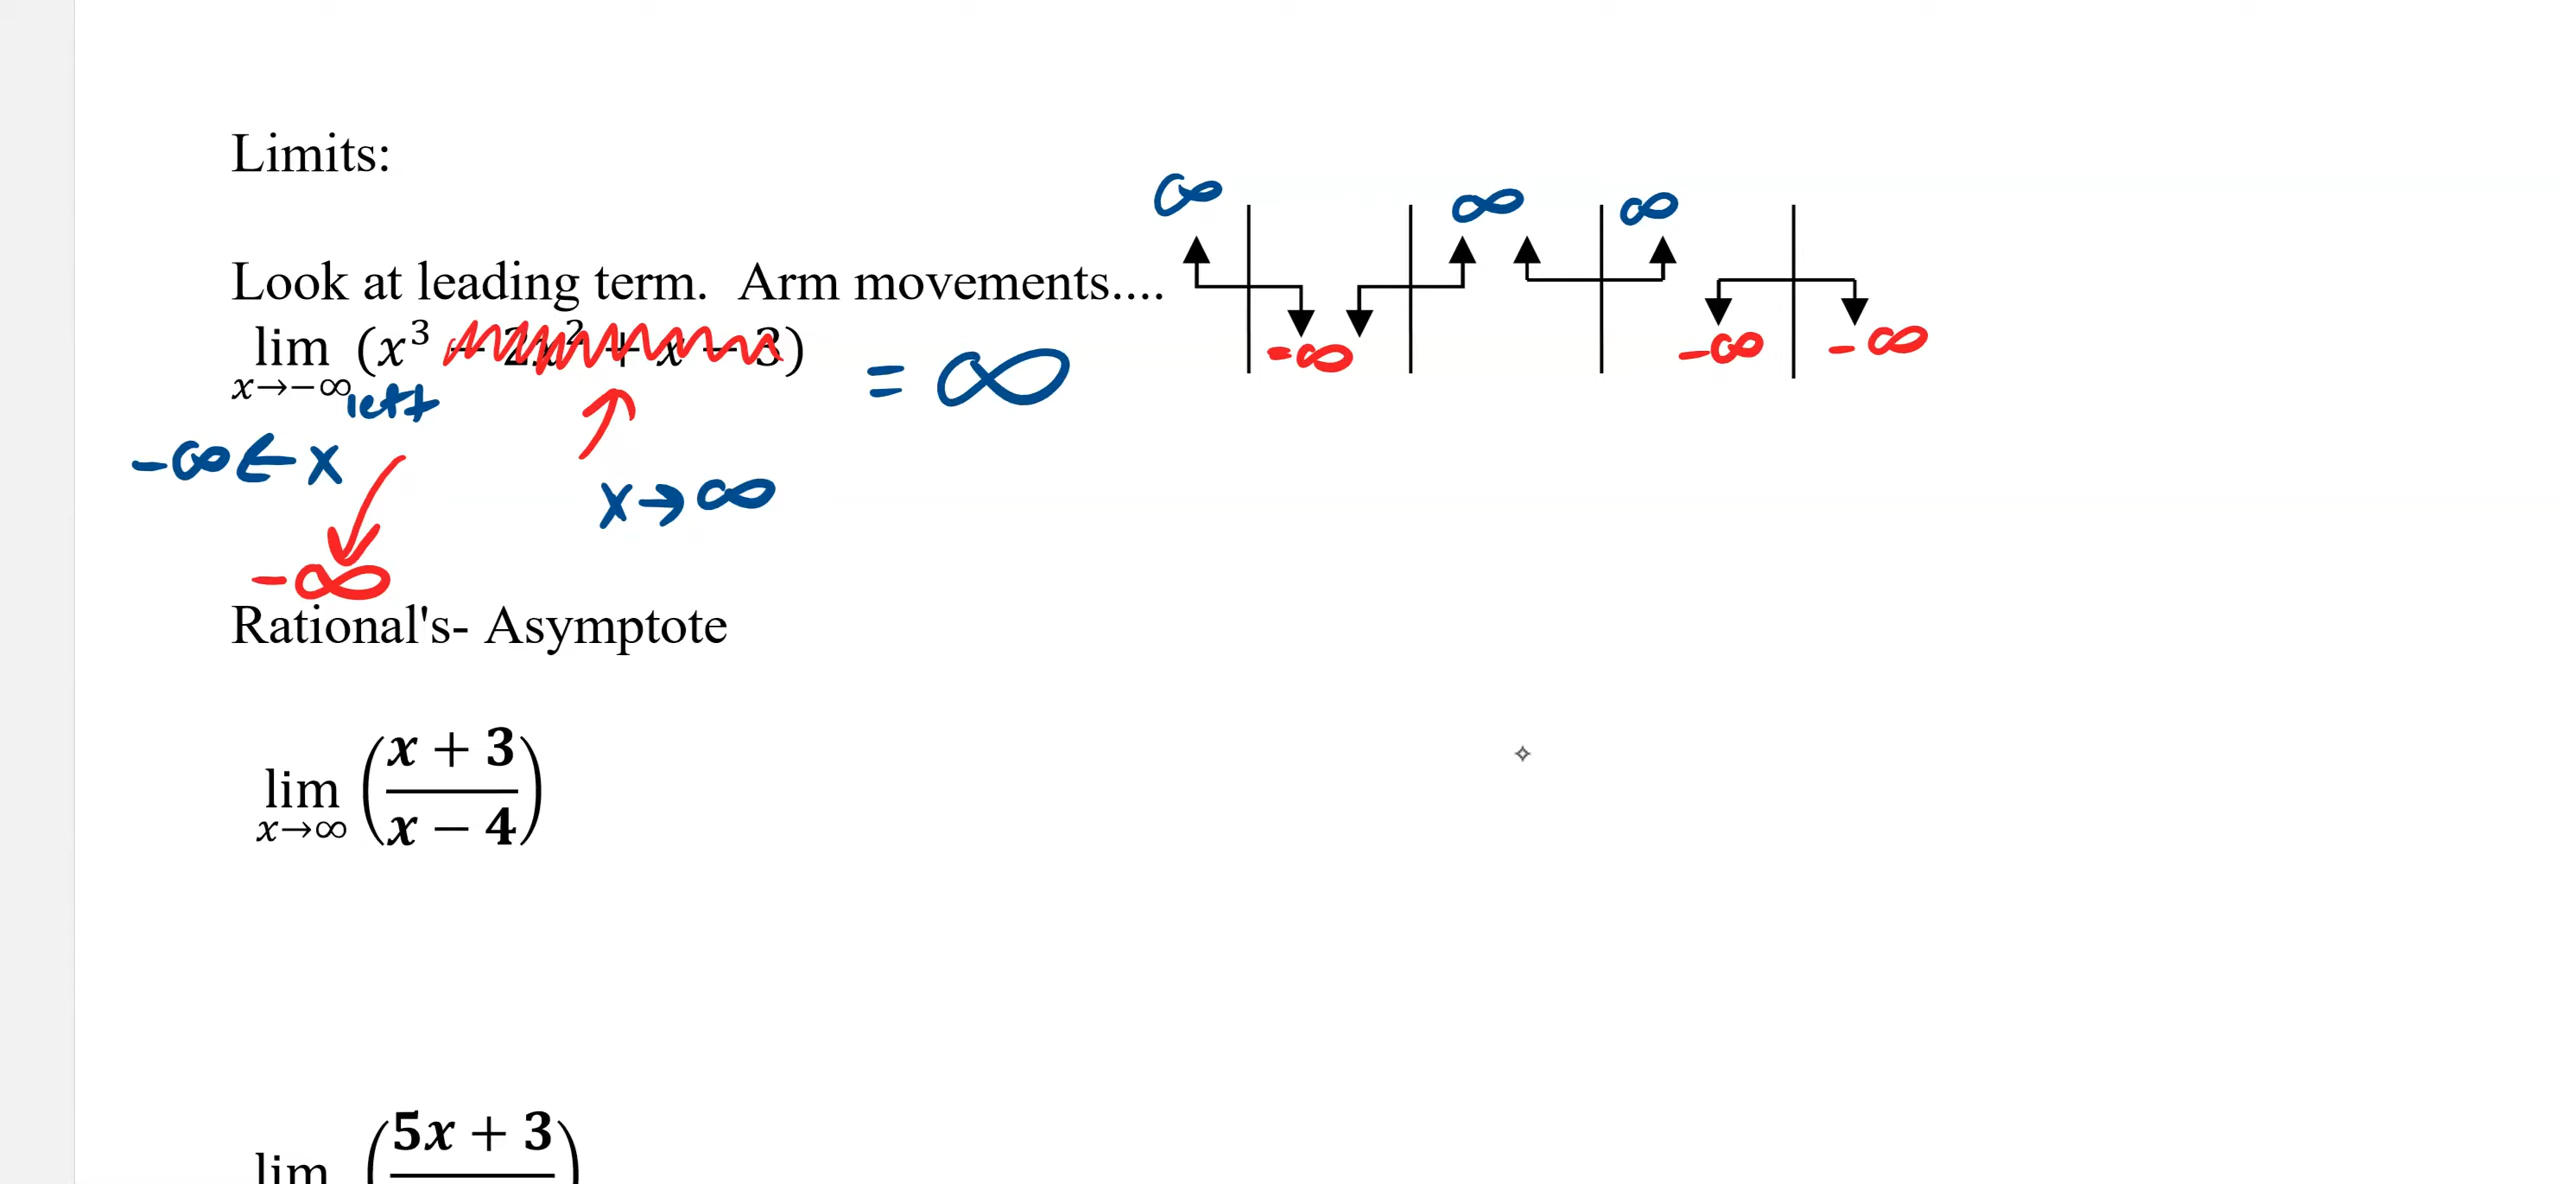 Limits:
∞ ∞ ∞
Look at leading term.  Arm movements....
lim (x³ − 2x² + x − 3) = ∞
x→−∞ left
-∞ -∞ -∞
-∞ ← x
x → ∞
-∞
Rational's- Asymptote
lim (x + 3 / x − 4)
x→∞
lim (5x + 3